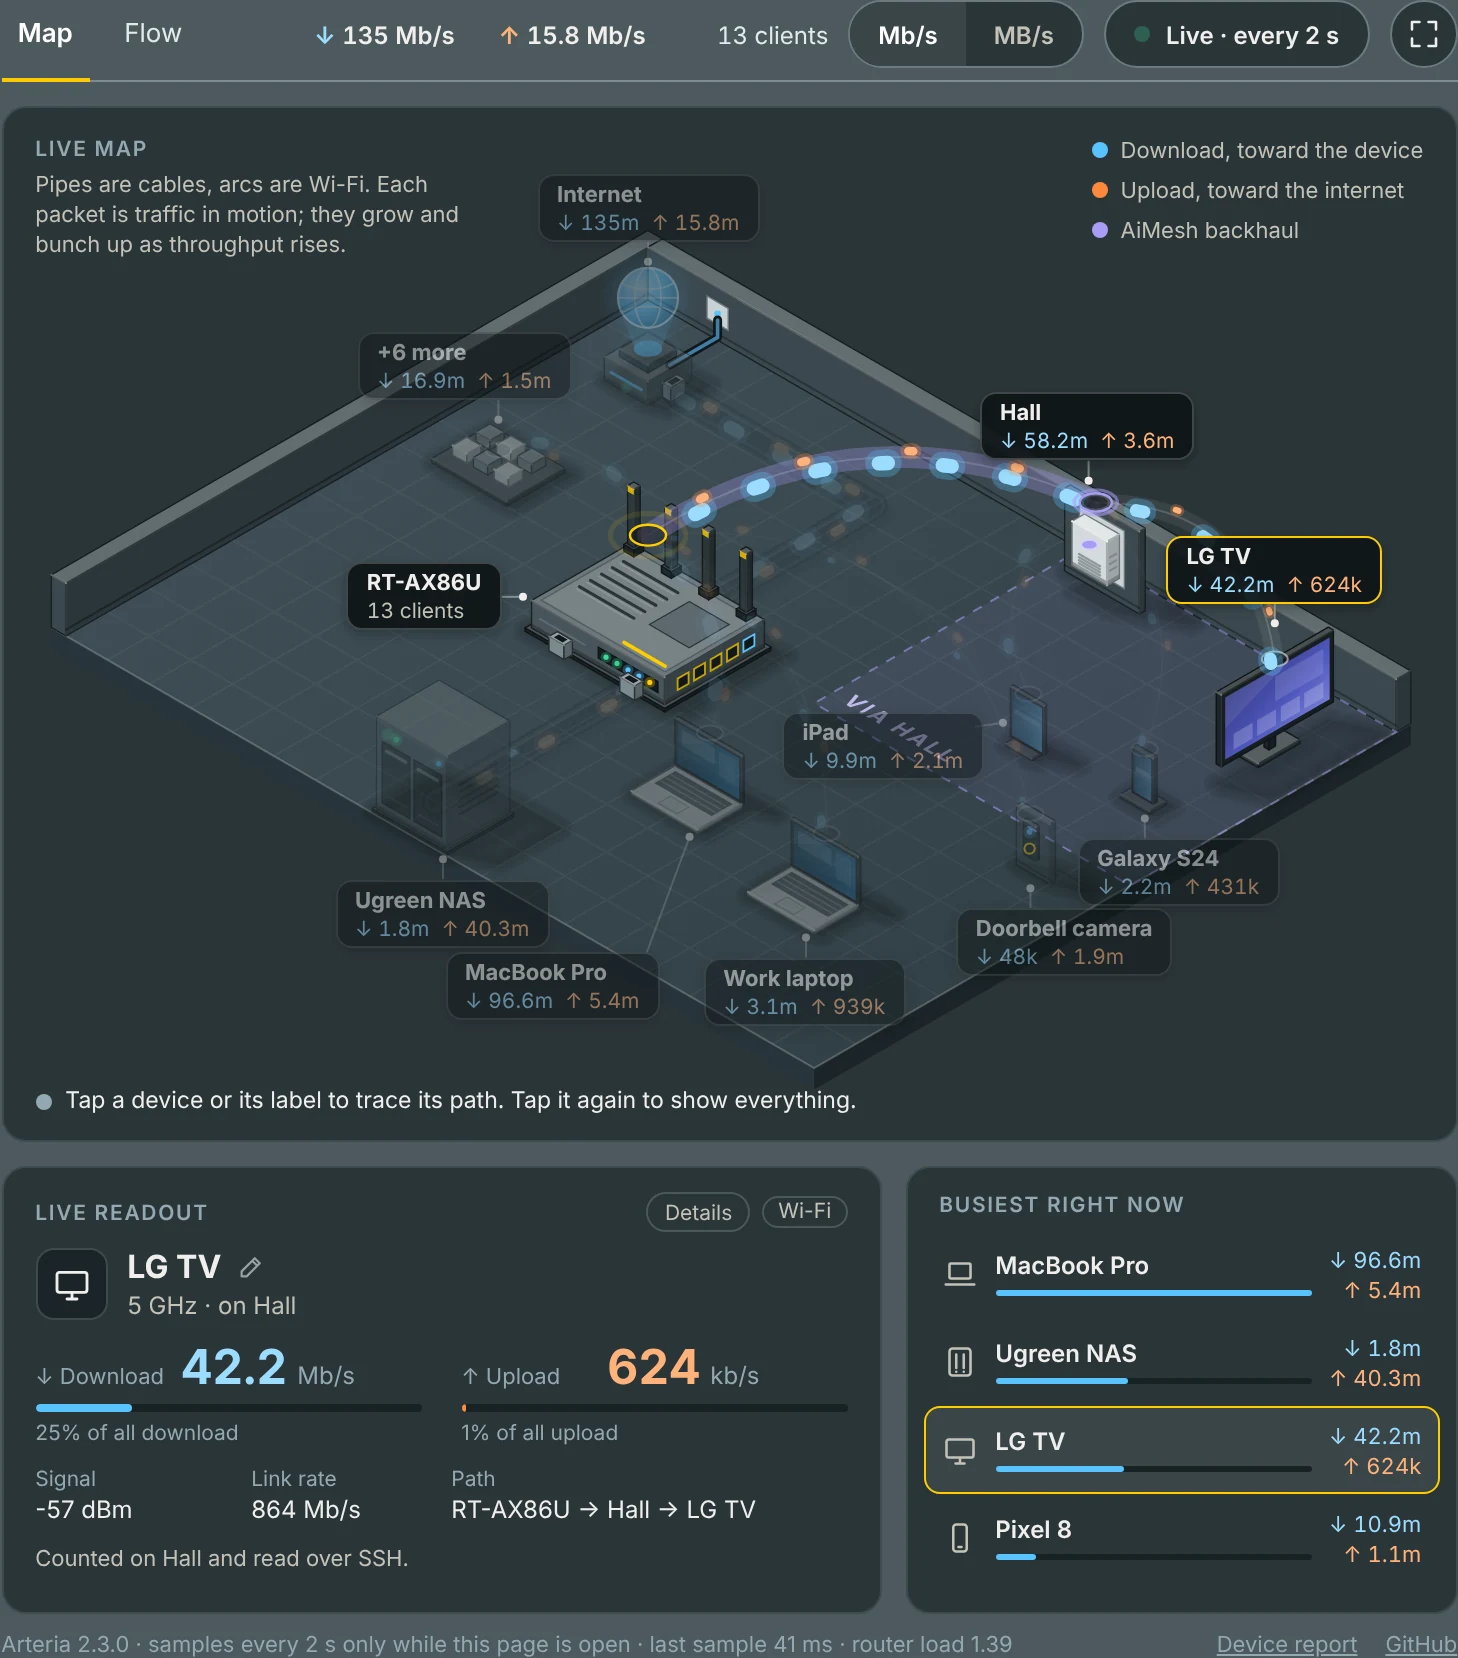 Map Flow ↓ 135 Mb/s ↑ 15.8 Mb/s 13 clients Mb/s MB/s Live · every 2 s
LIVE MAP
Pipes are cables, arcs are Wi-Fi. Each
packet is traffic in motion; they grow and
bunch up as throughput rises.
Download, toward the device
Upload, toward the internet
AiMesh backhaul
Internet
↓ 135m ↑ 15.8m
+6 more
↓ 16.9m ↑ 1.5m
Hall
↓ 58.2m ↑ 3.6m
LG TV
↓ 42.2m ↑ 624k
RT-AX86U
13 clients
VIA HALL
iPad
↓ 9.9m ↑ 2.1m
Galaxy S24
↓ 2.2m ↑ 431k
Ugreen NAS
↓ 1.8m ↑ 40.3m
Doorbell camera
↓ 48k ↑ 1.9m
MacBook Pro
↓ 96.6m ↑ 5.4m
Work laptop
↓ 3.1m ↑ 939k
Tap a device or its label to trace its path. Tap it again to show everything.
LIVE READOUT Details Wi-Fi
LG TV
5 GHz · on Hall
↓ Download 42.2 Mb/s ↑ Upload 624 kb/s
25% of all download 1% of all upload
Signal Link rate Path
-57 dBm 864 Mb/s RT-AX86U → Hall → LG TV
Counted on Hall and read over SSH.
BUSIEST RIGHT NOW
MacBook Pro ↓ 96.6m
↑ 5.4m
Ugreen NAS ↓ 1.8m
↑ 40.3m
LG TV ↓ 42.2m
↑ 624k
Pixel 8 ↓ 10.9m
↑ 1.1m
Arteria 2.3.0 · samples every 2 s only while this page is open · last sample 41 ms · router load 1.39 Device report GitHub